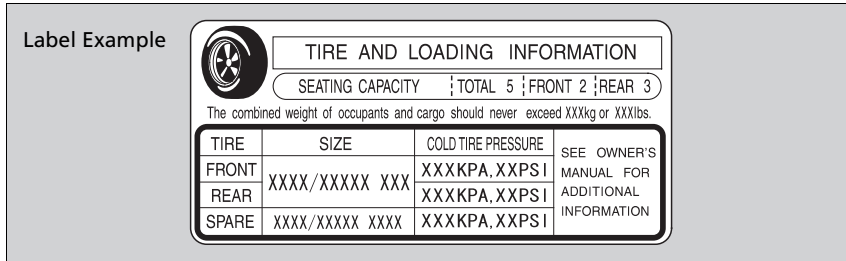 Label Example
TIRE AND LOADING INFORMATION
SEATING CAPACITY TOTAL 5 FRONT 2 REAR 3
The combined weight of occupants and cargo should never exceed XXXkg or XXXlbs.
TIRE SIZE COLD TIRE PRESSURE SEE OWNER'S MANUAL FOR ADDITIONAL INFORMATION
FRONT XXXX/XXXXX XXX XXXKPA,XXPSI
REAR XXXKPA,XXPSI
SPARE XXXX/XXXXX XXXX XXXKPA,XXPSI